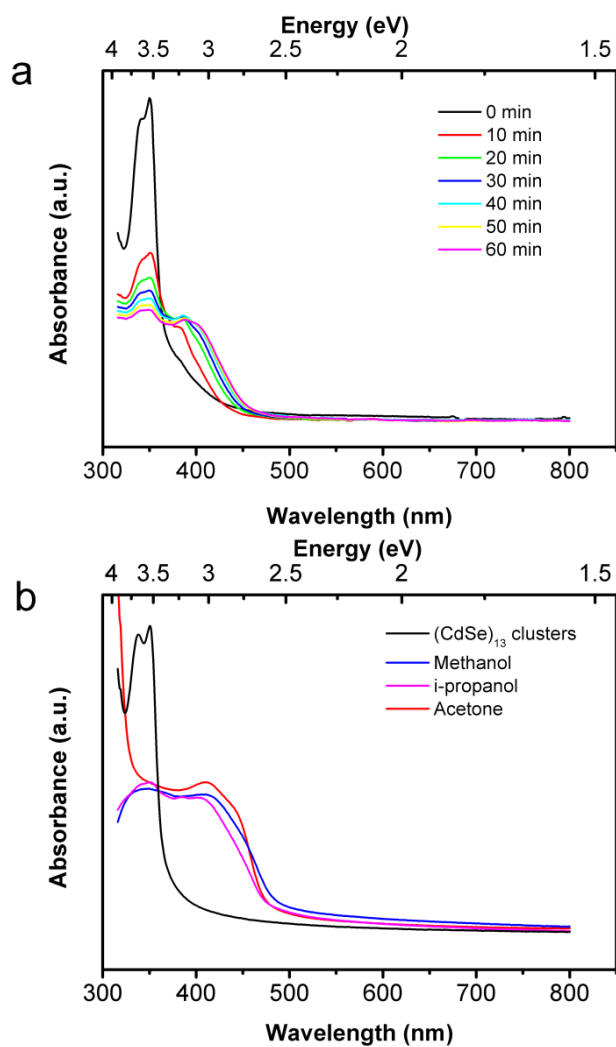 Energy (eV)
4 3.5 3 2.5 2 1.5
a
0 min
10 min
20 min
30 min
40 min
50 min
60 min
Absorbance (a.u.)
300 400 500 600 700 800
Wavelength (nm)
Energy (eV)
4 3.5 3 2.5 2 1.5
b
(CdSe)₁₃ clusters
Methanol
i-propanol
Acetone
Absorbance (a.u.)
300 400 500 600 700 800
Wavelength (nm)